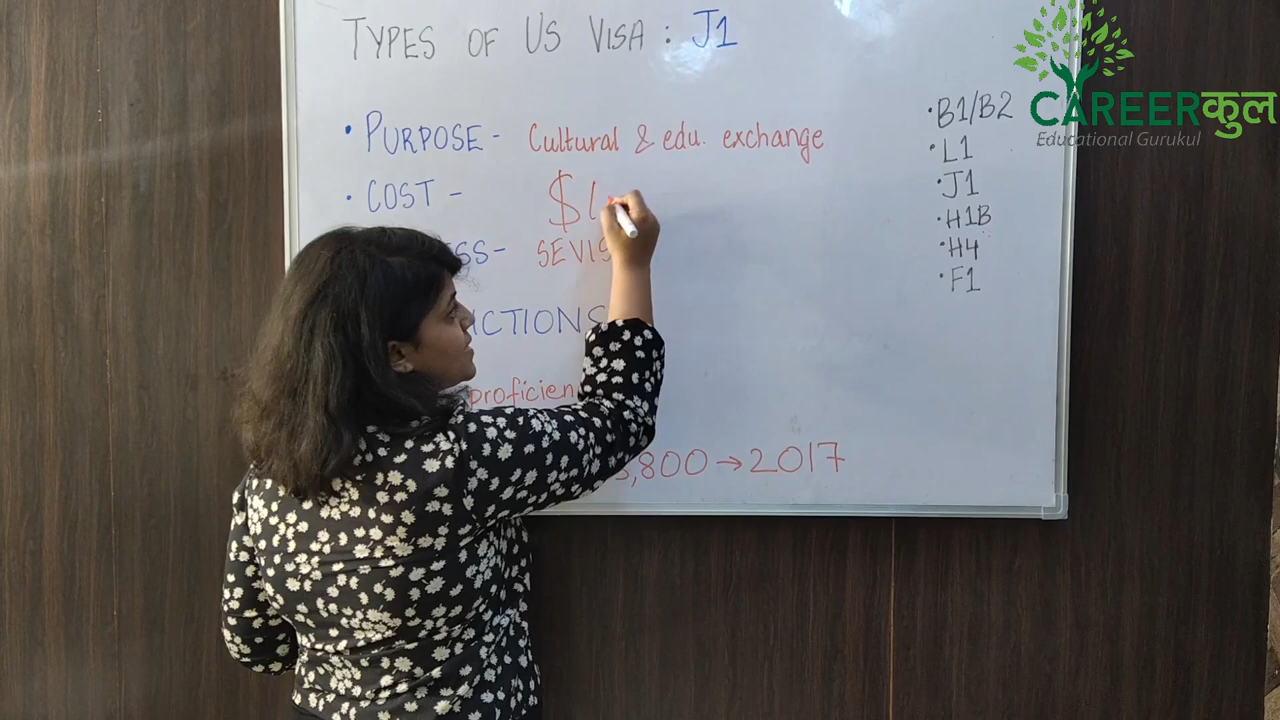 TYPES OF US VISA : J1
• PURPOSE - Cultural & edu. exchange
• COST - $
SEVIS
proficien
,800 → 2017
• B1/B2
• L1
• J1
• H1B
• H4
• F1
CAREERकुल
Educational Gurukul